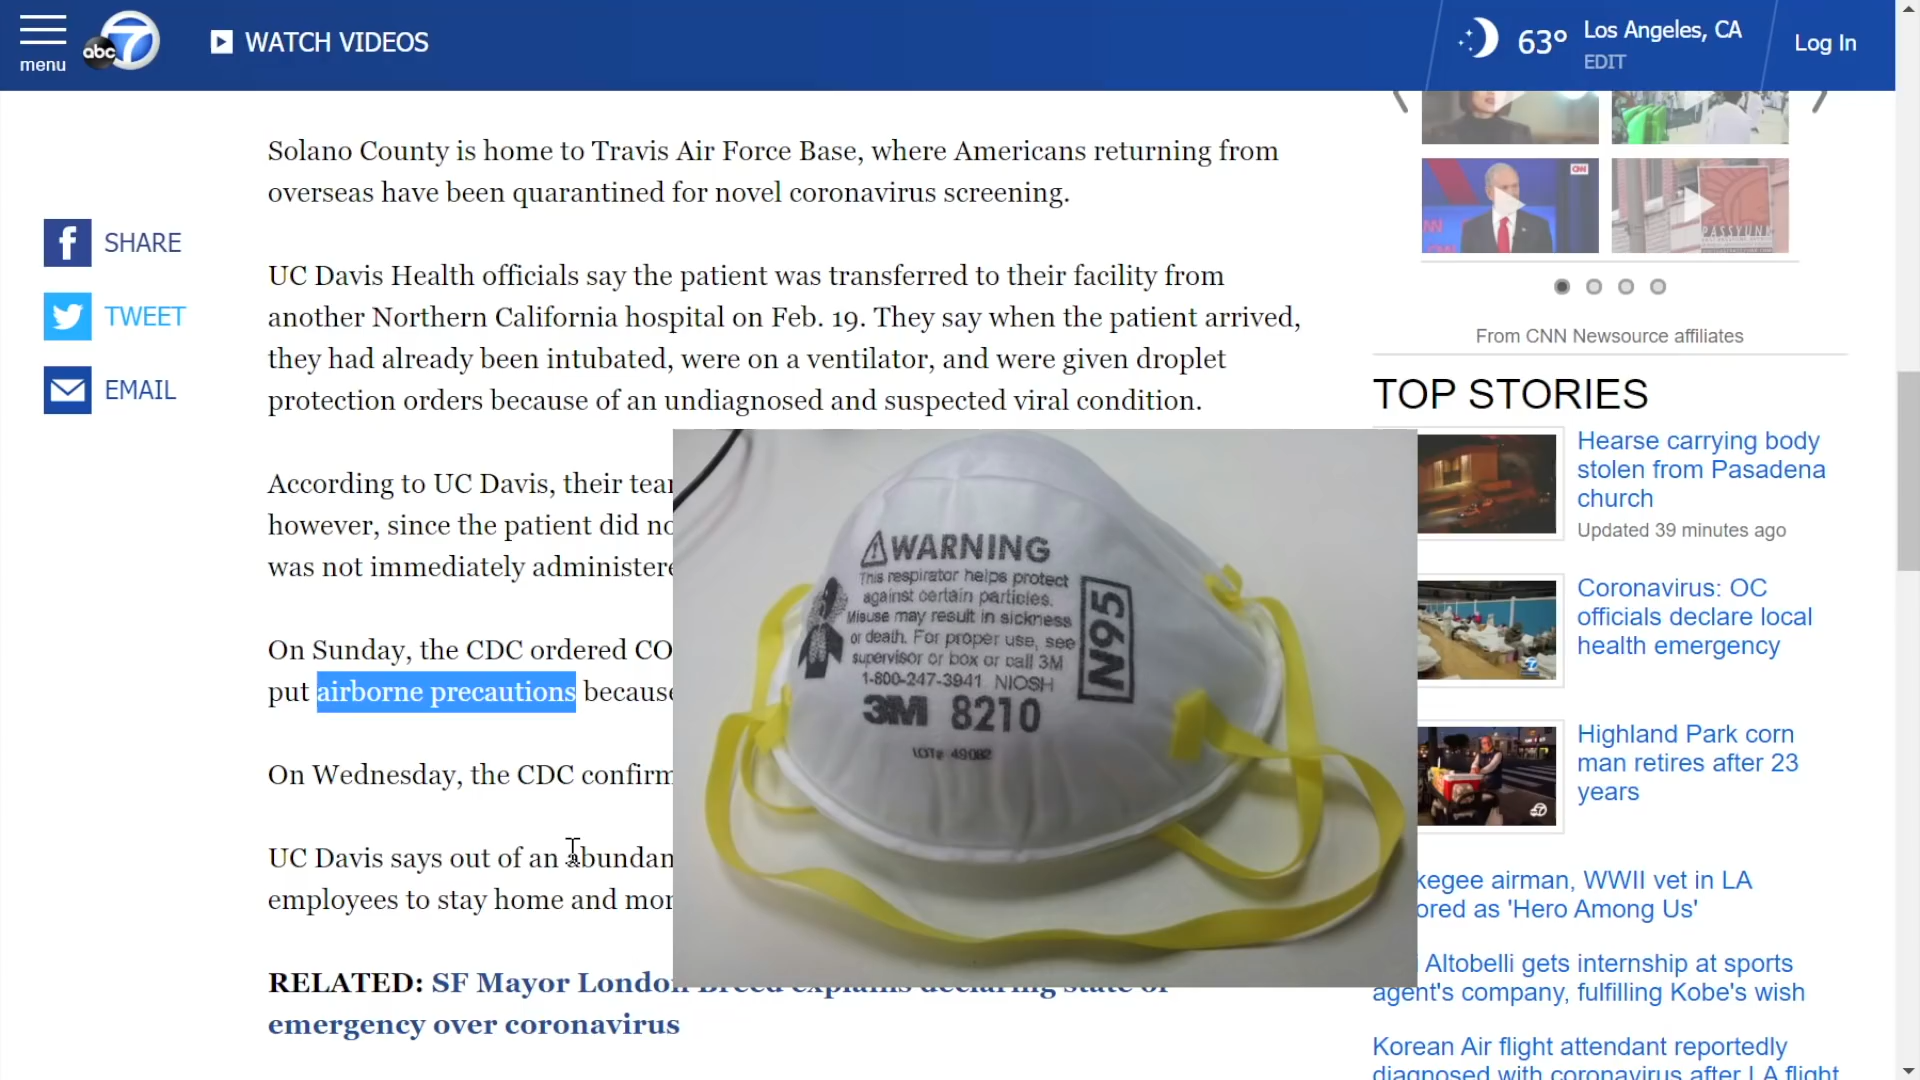 menu
abc 7
WATCH VIDEOS
63°
Los Angeles, CA
EDIT
Log In
Solano County is home to Travis Air Force Base, where Americans returning from
overseas have been quarantined for novel coronavirus screening.
SHARE
TWEET
EMAIL
UC Davis Health officials say the patient was transferred to their facility from
another Northern California hospital on Feb. 19. They say when the patient arrived,
they had already been intubated, were on a ventilator, and were given droplet
protection orders because of an undiagnosed and suspected viral condition.
According to UC Davis, their
however, since the patient did
was not immediately
On Sunday, the CDC ordered
put airborne precautions because
On Wednesday, the CDC
UC Davis says out of an
employees to stay home and
RELATED: SF Mayor London Breed explains declaring state of
emergency over coronavirus
WARNING
This respirator helps protect
against certain particles.
Misuse may result in sickness
or death. For proper use, see
supervisor or box or call 3M
1-800-247-3941 NIOSH
3M 8210
LOT# 49082
N95
CNN
PASSYUNK
From CNN Newsource affiliates
TOP STORIES
Hearse carrying body
stolen from Pasadena
church
Updated 39 minutes ago
Coronavirus: OC
officials declare local
health emergency
Highland Park corn
man retires after 23
years
airman, WWII vet in LA
as 'Hero Among Us'
Altobelli gets internship at sports
agent's company, fulfilling Kobe's wish
Korean Air flight attendant reportedly
diagnosed with coronavirus after LA flight